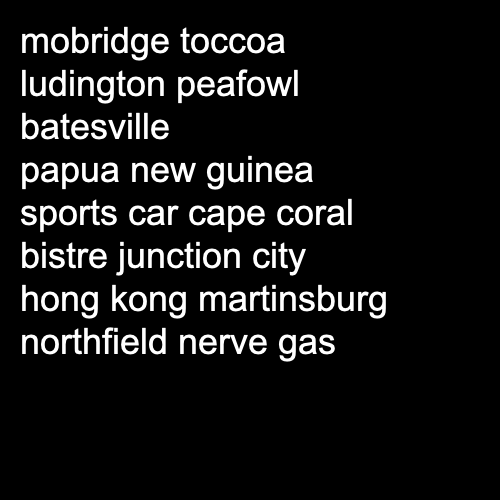 mobridge toccoa
ludington peafowl
batesville
papua new guinea
sports car cape coral
bistre junction city
hong kong martinsburg
northfield nerve gas